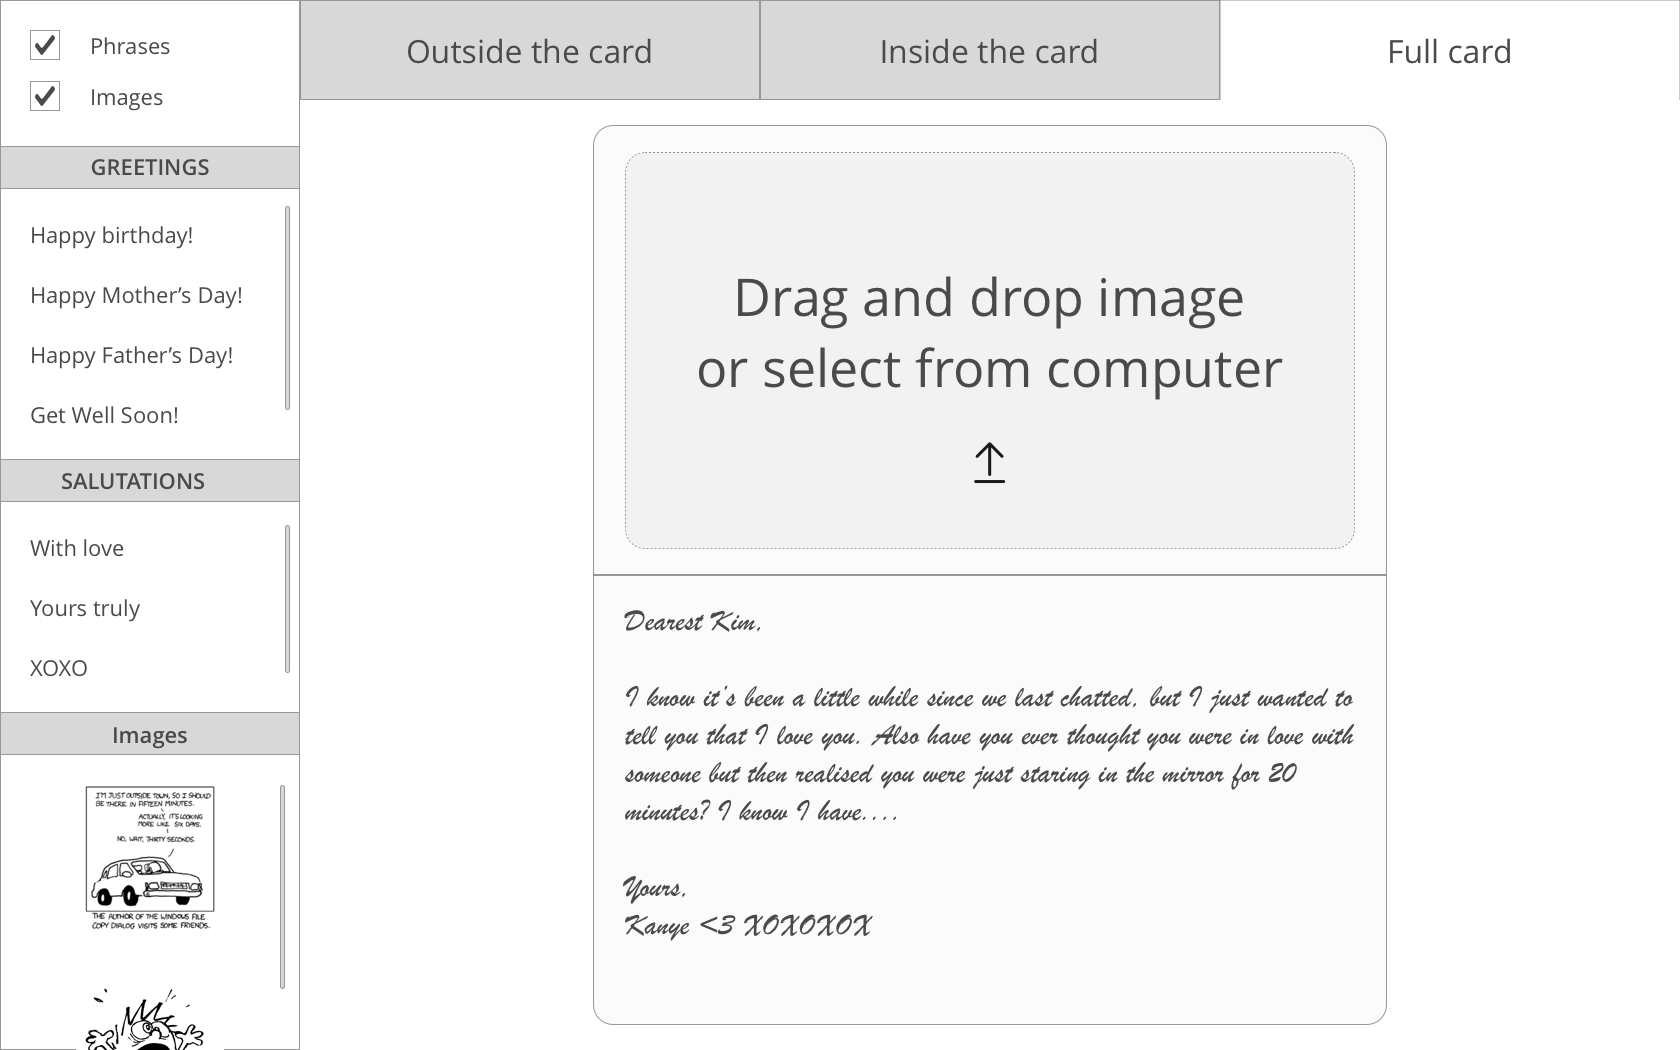 Phrases
Images
GREETINGS
Happy birthday!
Happy Mother’s Day!
Happy Father’s Day!
Get Well Soon!
SALUTATIONS
With love
Yours truly
XOXO
Images
I'M JUST OUTSIDE TOWN, SO I SHOULD
BE THERE IN FIFTEEN MINUTES.
ACTUALLY, IT'S LOOKING
MORE LIKE SIX DAYS.
NO, WAIT, THIRTY SECONDS.
THE AUTHOR OF THE WINDOWS FILE
COPY DIALOG VISITS SOME FRIENDS.
Outside the card
Inside the card
Full card
Drag and drop image
or select from computer
Dearest Kim,
I know it's been a little while since we last chatted, but I just wanted to
tell you that I love you. Also have you ever thought you were in love with
someone but then realised you were just staring in the mirror for 20
minutes? I know I have....
Yours,
Kanye <3 XOXOXOX